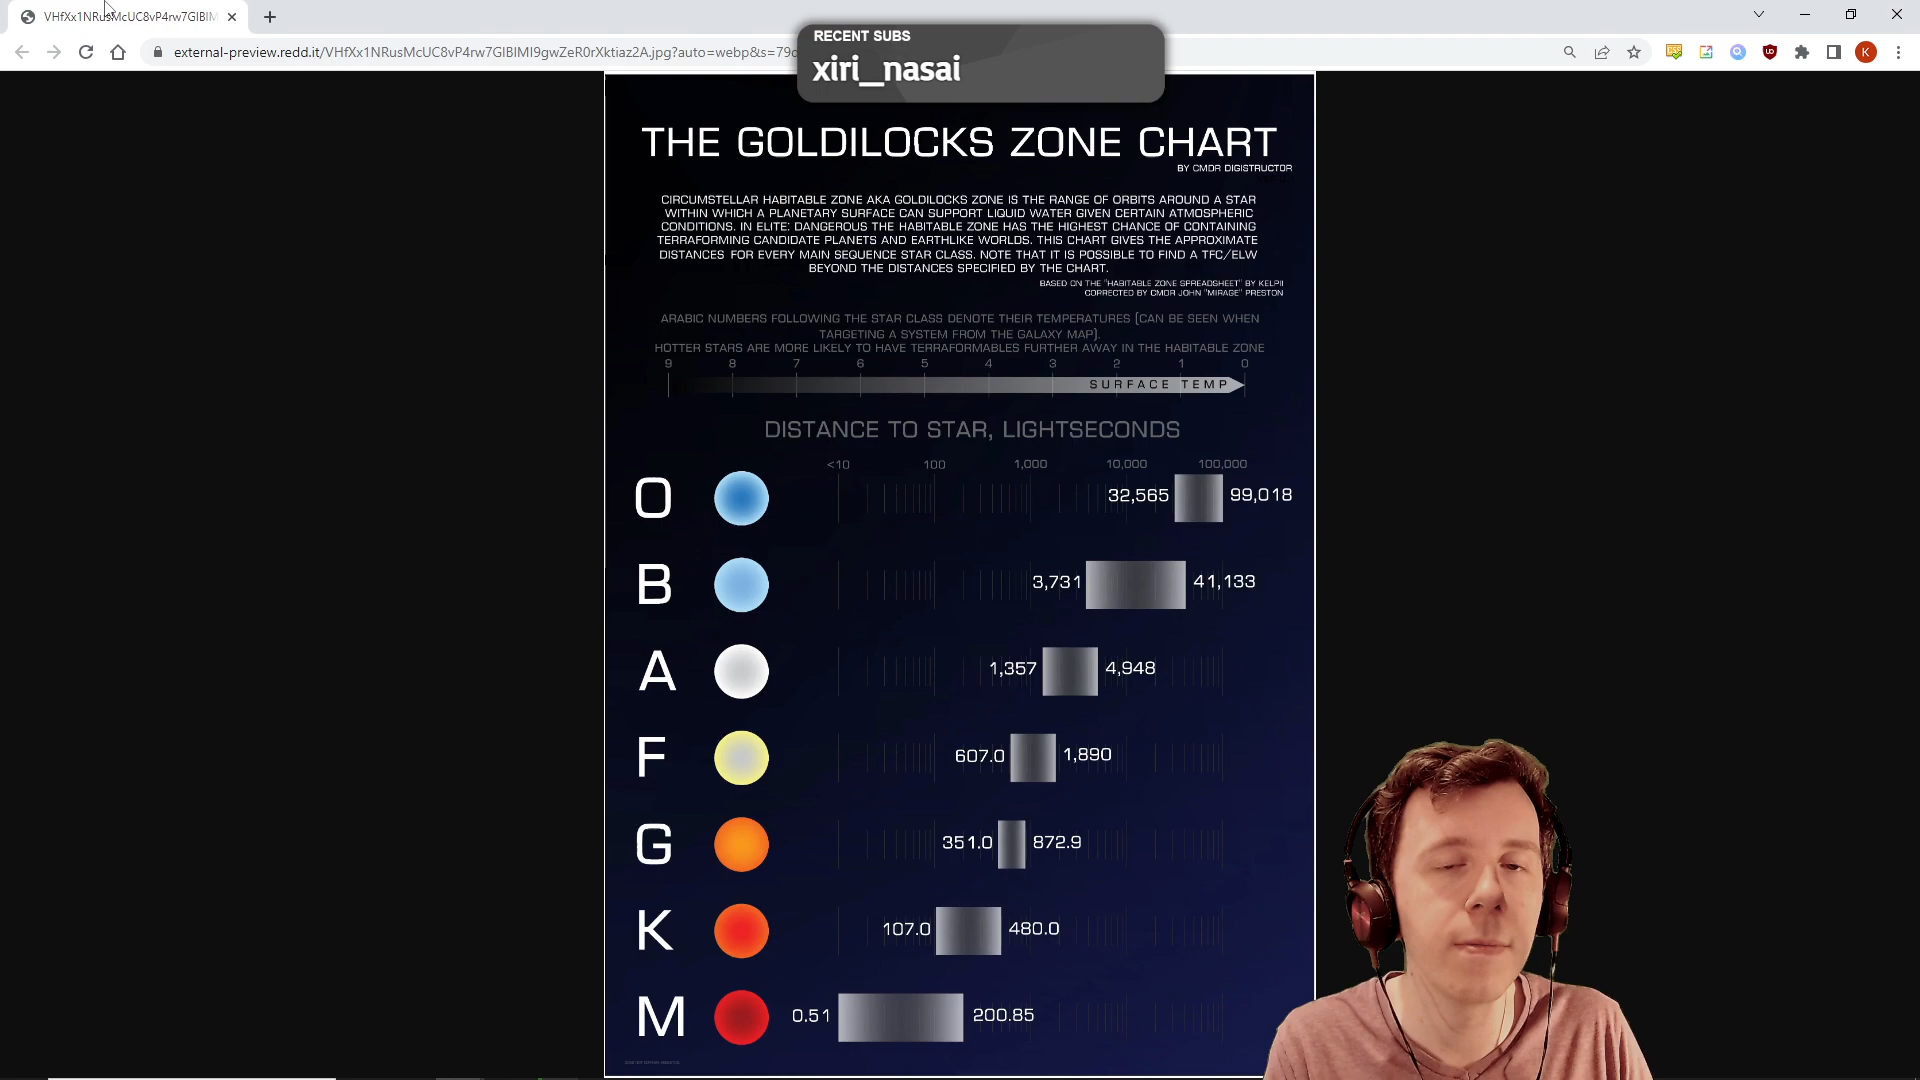 VHfXx1NRusMcUC8vP4rw7GIBIM
external-preview.redd.it/VHfXx1NRusMcUC8vP4rw7GIBIMI9gwZeR0rXktiaz2A.jpg?auto=webp&s=79
K
RECENT SUBS
xiri_nasai
THE GOLDILOCKS ZONE CHART
BY CMDR DIGISTRUCTOR
CIRCUMSTELLAR HABITABLE ZONE AKA GOLDILOCKS ZONE IS THE RANGE OF ORBITS AROUND A STAR
WITHIN WHICH A PLANETARY SURFACE CAN SUPPORT LIQUID WATER GIVEN CERTAIN ATMOSPHERIC
CONDITIONS. IN ELITE: DANGEROUS THE HABITABLE ZONE HAS THE HIGHEST CHANCE OF CONTAINING
TERRAFORMING CANDIDATE PLANETS AND EARTHLIKE WORLDS. THIS CHART GIVES THE APPROXIMATE
DISTANCES FOR EVERY MAIN SEQUENCE STAR CLASS. NOTE THAT IT IS POSSIBLE TO FIND A TFC/ELW
BEYOND THE DISTANCES SPECIFIED BY THE CHART.
BASED ON THE "HABITABLE ZONE SPREADSHEET" BY KELPII
CORRECTED BY CMDR JOHN "MIRAGE" PRESTON
ARABIC NUMBERS FOLLOWING THE STAR CLASS DENOTE THEIR TEMPERATURES (CAN BE SEEN WHEN
TARGETING A SYSTEM FROM THE GALAXY MAP).
HOTTER STARS ARE MORE LIKELY TO HAVE TERRAFORMABLES FURTHER AWAY IN THE HABITABLE ZONE
9 8 7 6 5 4 3 2 1 0
SURFACE TEMP
DISTANCE TO STAR, LIGHTSECONDS
<10 100 1,000 10,000 100,000
O 32,565 99,018
B 3,731 41,133
A 1,357 4,948
F 607.0 1,890
G 351.0 872.9
K 107.0 480.0
M 0.51 200.85